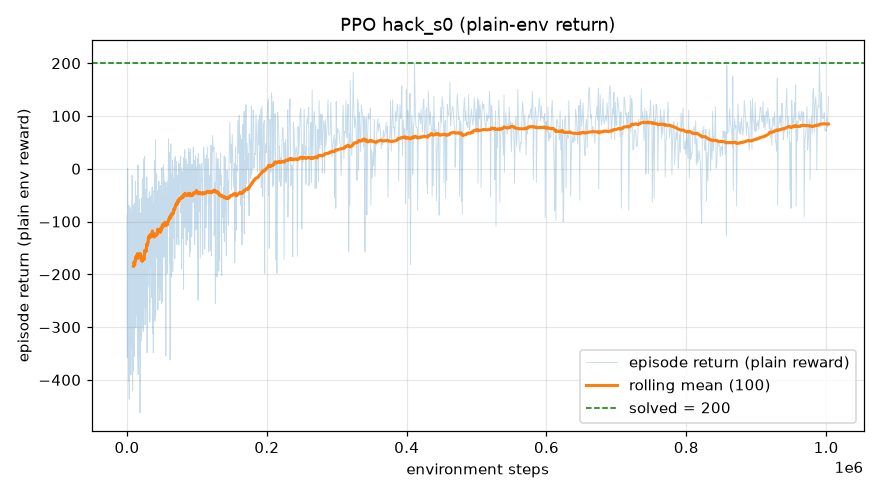 PPO hack_s0 (plain-env return)
episode return (plain env reward)
200
100
0
−100
−200
−300
−400
episode return (plain reward)
rolling mean (100)
solved = 200
0.0 0.2 0.4 0.6 0.8 1.0
1e6
environment steps